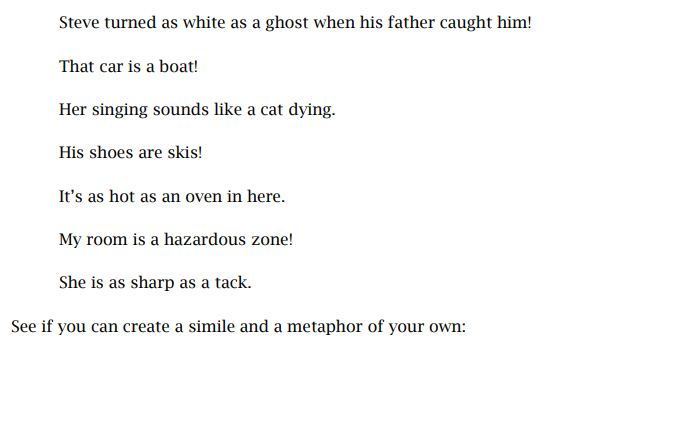 Steve turned as white as a ghost when his father caught him!
That car is a boat!
Her singing sounds like a cat dying.
His shoes are skis!
It’s as hot as an oven in here.
My room is a hazardous zone!
She is as sharp as a tack.
See if you can create a simile and a metaphor of your own: